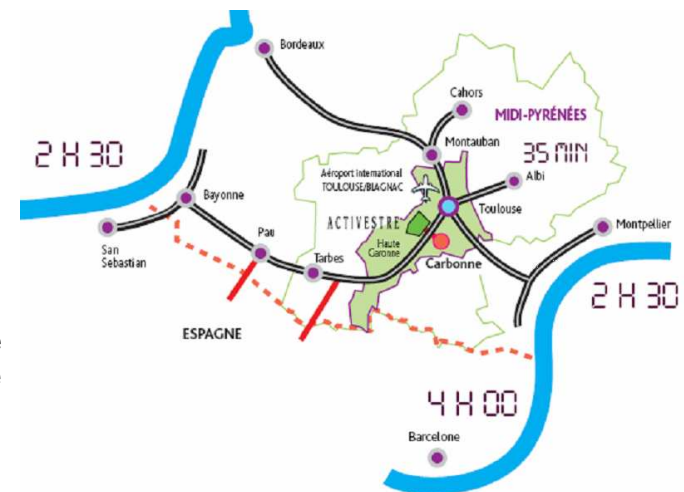 Bordeaux
Cahors
MIDI-PYRÉNÉES
Montauban
2 H 30
35 MIN
Aéroport international
TOULOUSE/BLAGNAC
Albi
Bayonne
Toulouse
ACTIVESTRE
Montpellier
Pau
Haute
Garonne
San
Sebastian
Tarbes
Carbonne
2 H 30
ESPAGNE
4 H 00
Barcelone